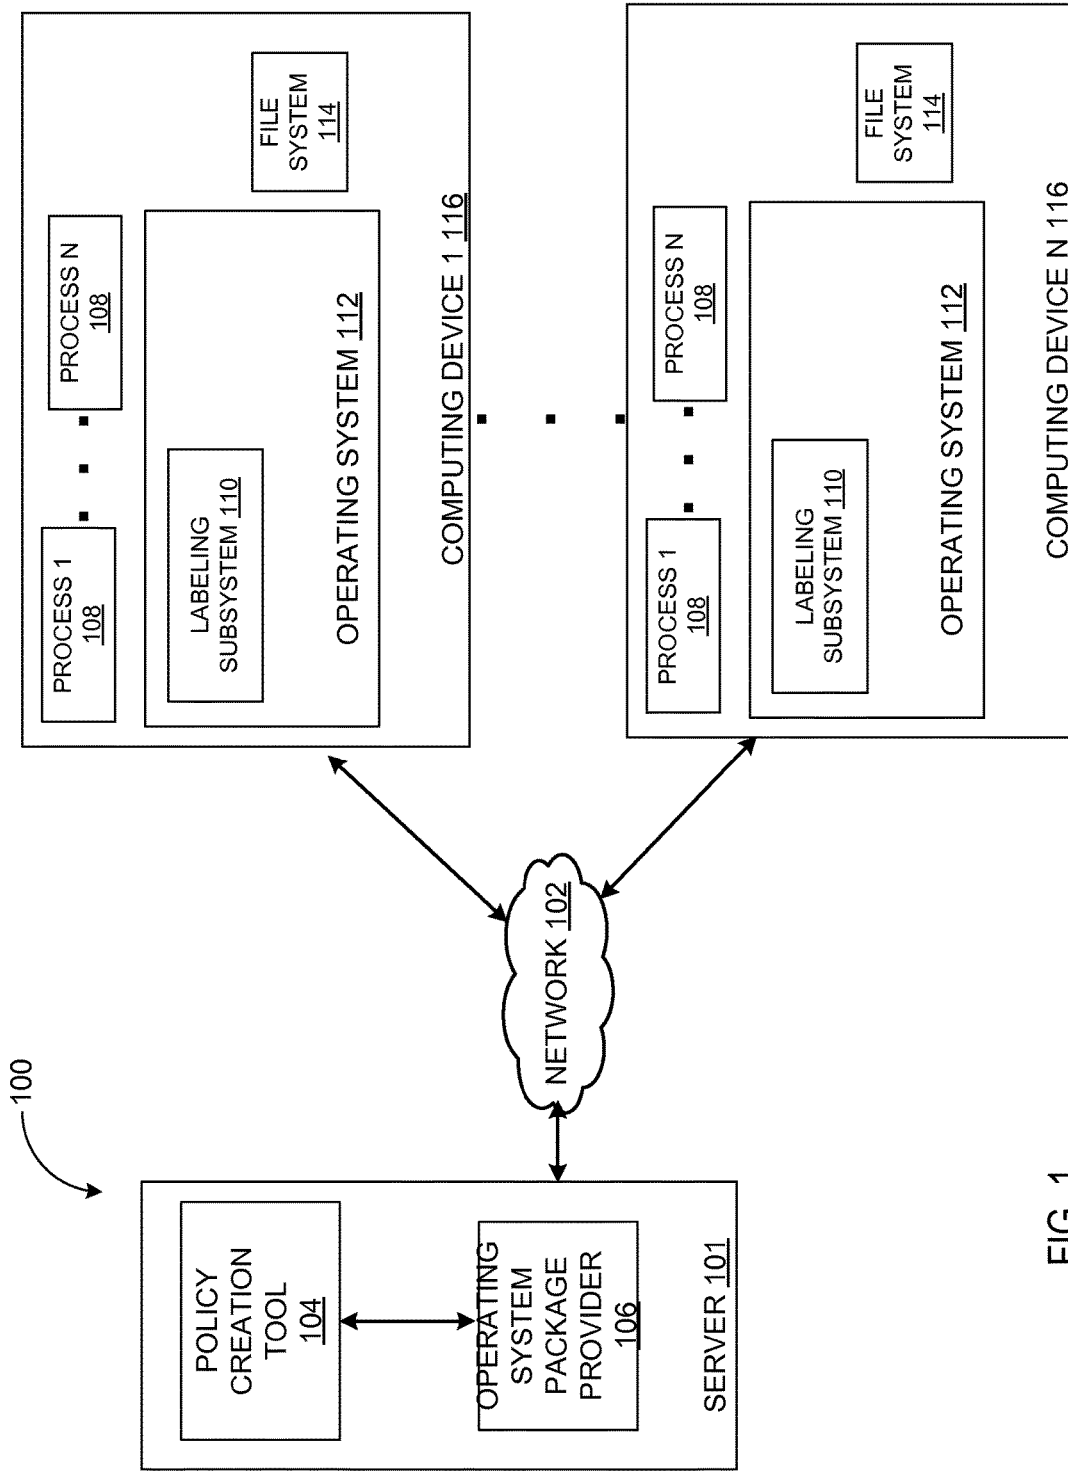 100
POLICY
CREATION
TOOL
104
OPERATING
SYSTEM
PACKAGE
PROVIDER
106
SERVER 101
NETWORK 102
PROCESS 1
108
PROCESS N
108
LABELING
SUBSYSTEM 110
OPERATING SYSTEM 112
FILE
SYSTEM
114
COMPUTING DEVICE 1 116
PROCESS 1
108
PROCESS N
108
LABELING
SUBSYSTEM 110
OPERATING SYSTEM 112
FILE
SYSTEM
114
COMPUTING DEVICE N 116
FIG. 1